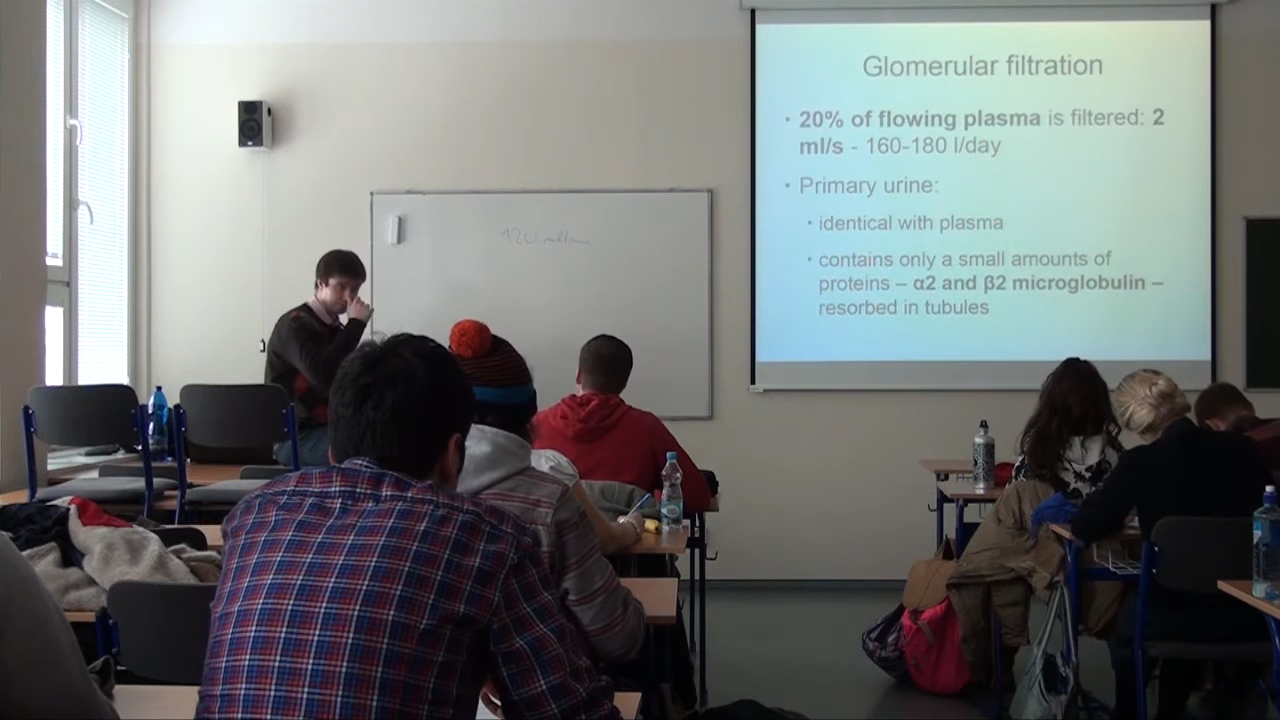 Glomerular filtration
• 20% of flowing plasma is filtered: 2
ml/s - 160-180 l/day
• Primary urine:
• identical with plasma
• contains only a small amounts of
proteins – α2 and β2 microglobulin –
resorbed in tubules
120